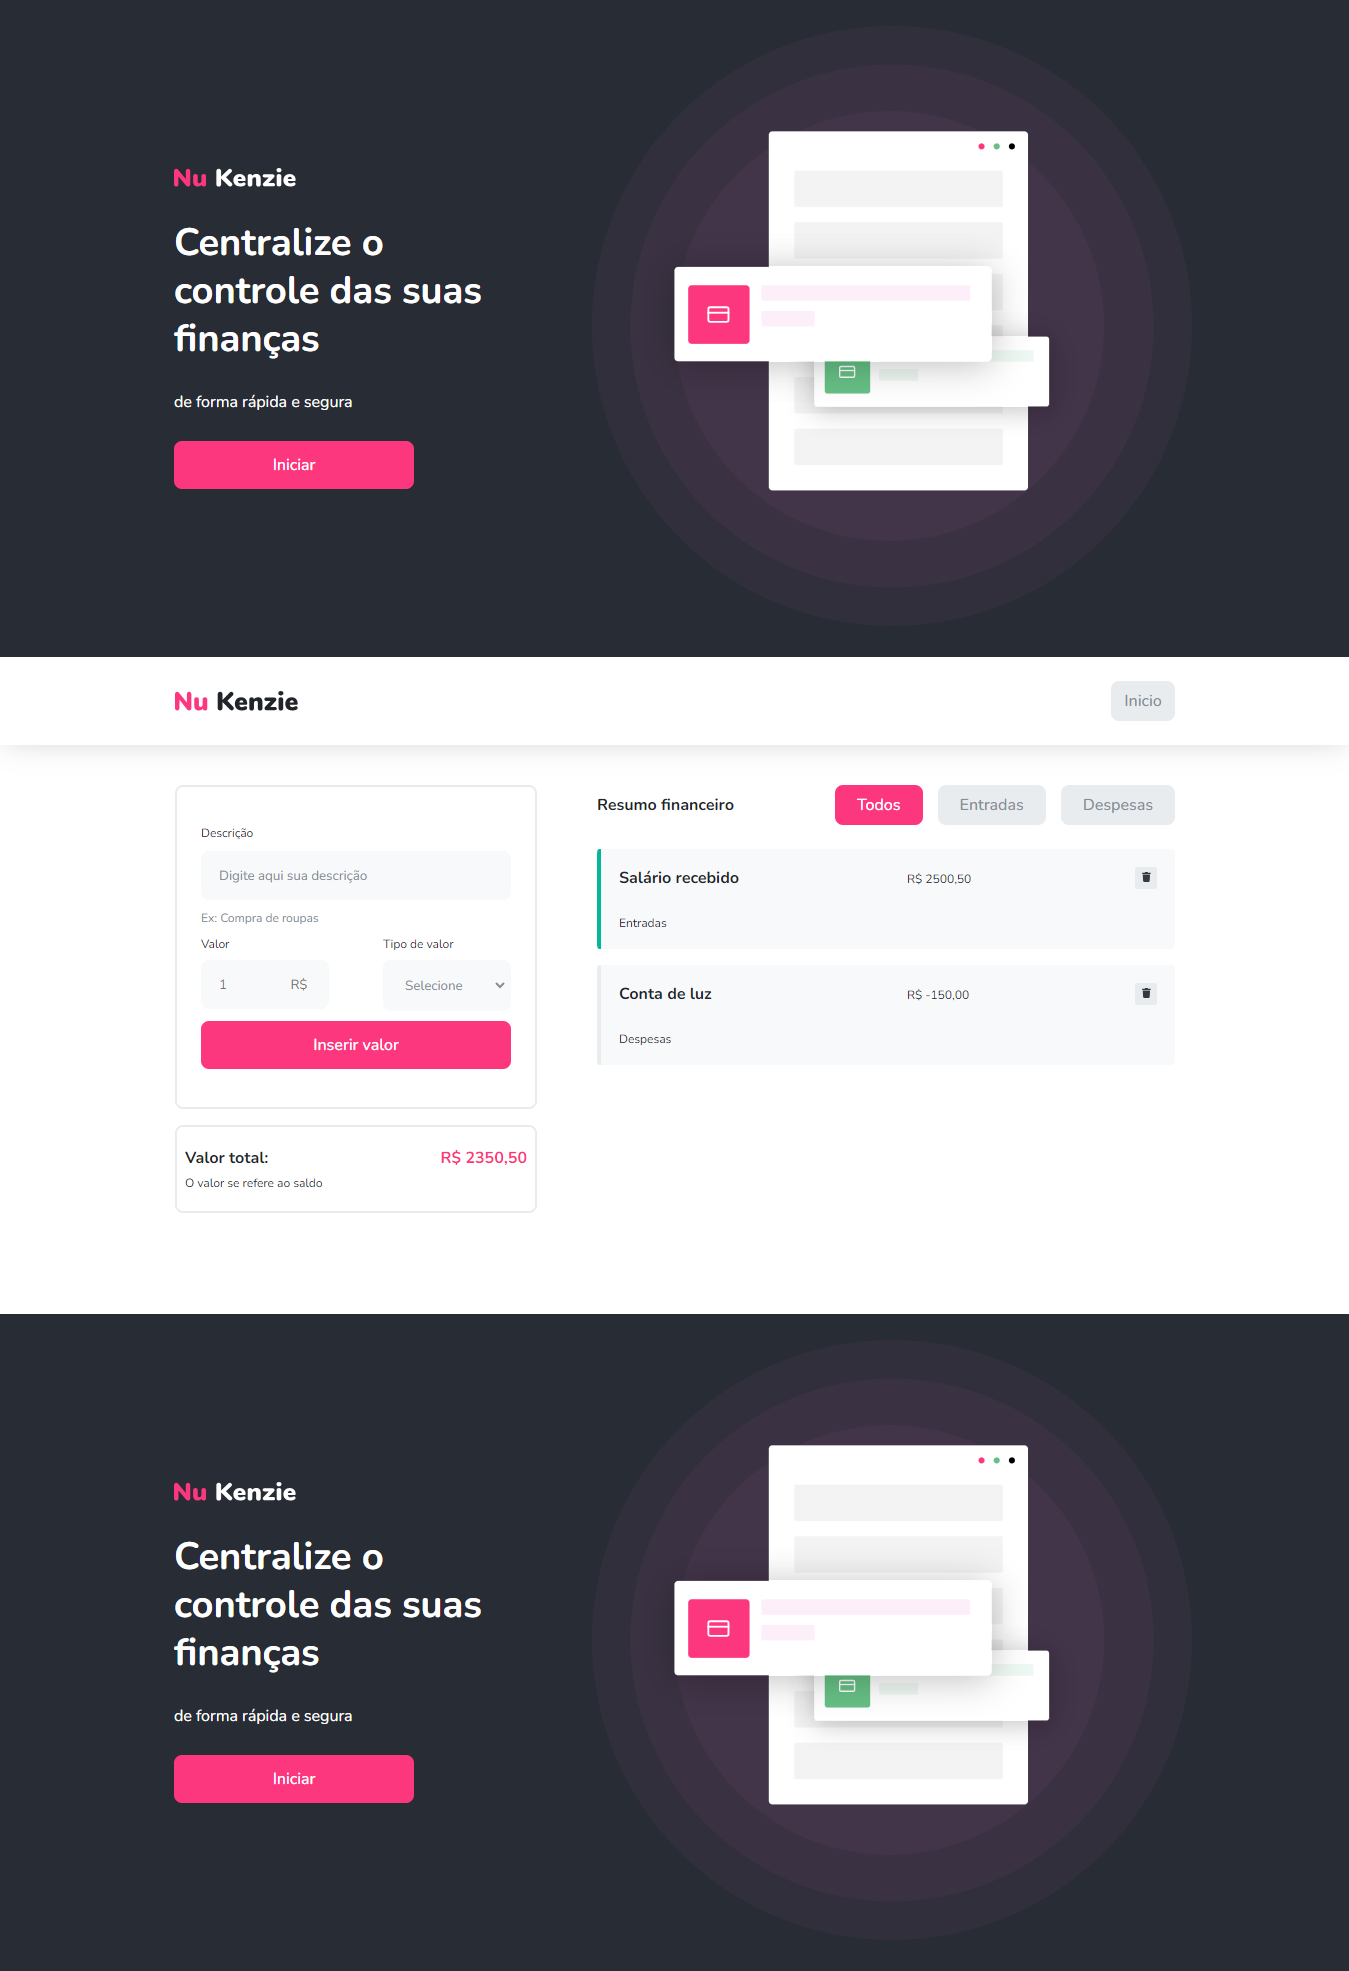 Nu Kenzie
Centralize o
controle das suas
finanças
de forma rápida e segura
Iniciar
Nu Kenzie
Inicio
Descrição
Digite aqui sua descrição
Ex: Compra de roupas
Valor
Tipo de valor
1
R$
Selecione
Inserir valor
Valor total:
R$ 2350,50
O valor se refere ao saldo
Resumo financeiro
Todos
Entradas
Despesas
Salário recebido
R$ 2500,50
Entradas
Conta de luz
R$ -150,00
Despesas
Nu Kenzie
Centralize o
controle das suas
finanças
de forma rápida e segura
Iniciar